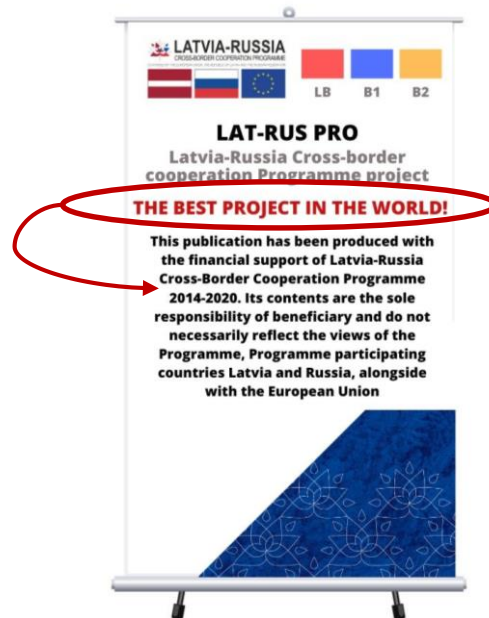 LATVIA-RUSSIA
CROSS-BORDER COOPERATION PROGRAMME
LB B1 B2
LAT-RUS PRO
Latvia-Russia Cross-border
cooperation Programme project
THE BEST PROJECT IN THE WORLD!
This publication has been produced with
the financial support of Latvia-Russia
Cross-Border Cooperation Programme
2014-2020. Its contents are the sole
responsibility of beneficiary and do not
necessarily reflect the views of the
Programme, Programme participating
countries Latvia and Russia, alongside
with the European Union